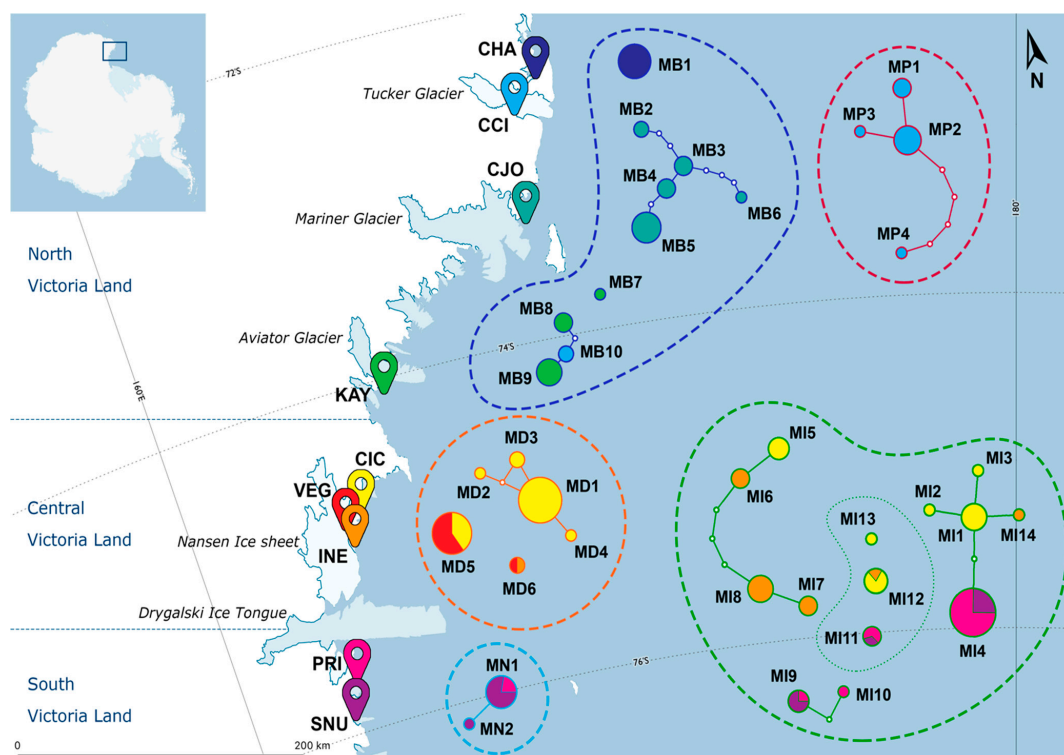 CHA
Tucker Glacier
CCI
72'S
CJO
Mariner Glacier
North
Victoria Land
Aviator Glacier
KAY
74'S
160'E
180'
N
CIC
VEG
Central
Victoria Land
Nansen Ice sheet
INE
Drygalski Ice Tongue
PRI
South
Victoria Land
SNU
76'S
0
200 km
MB1
MB2
MB3
MB4
MB5
MB6
MB7
MB8
MB10
MB9
MP1
MP3
MP2
MP4
MD3
MD2
MD1
MD4
MD5
MD6
MN1
MN2
MI5
MI6
MI3
MI2
MI1
MI14
MI13
MI12
MI8
MI7
MI11
MI4
MI9
MI10